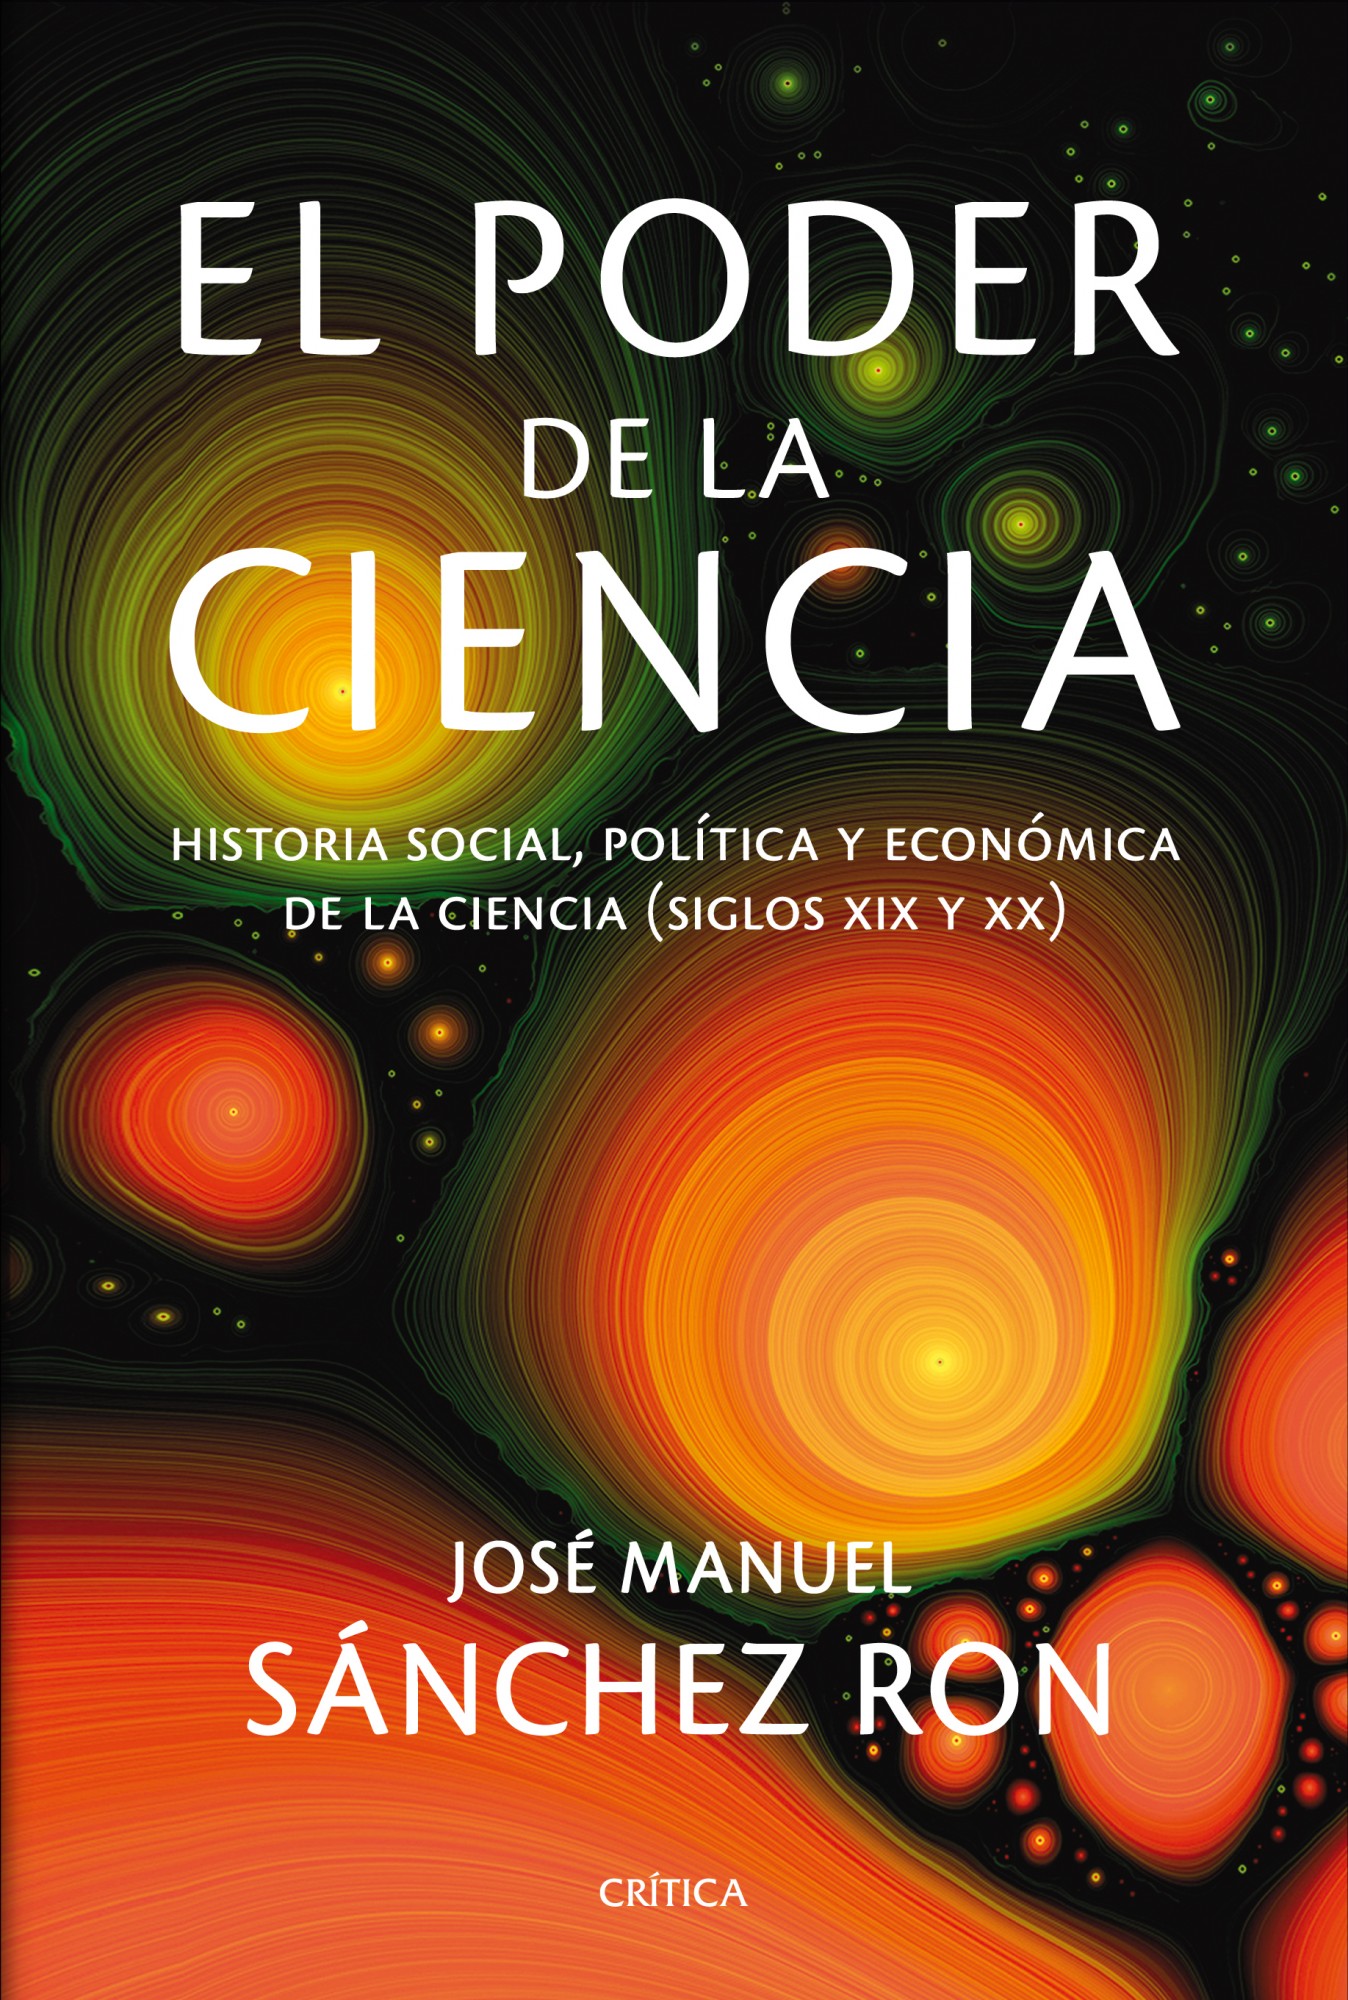 EL PODER
DE LA
CIENCIA
HISTORIA SOCIAL, POLÍTICA Y ECONÓMICA
DE LA CIENCIA (SIGLOS XIX Y XX)
JOSÉ MANUEL
SÁNCHEZ RON
CRÍTICA